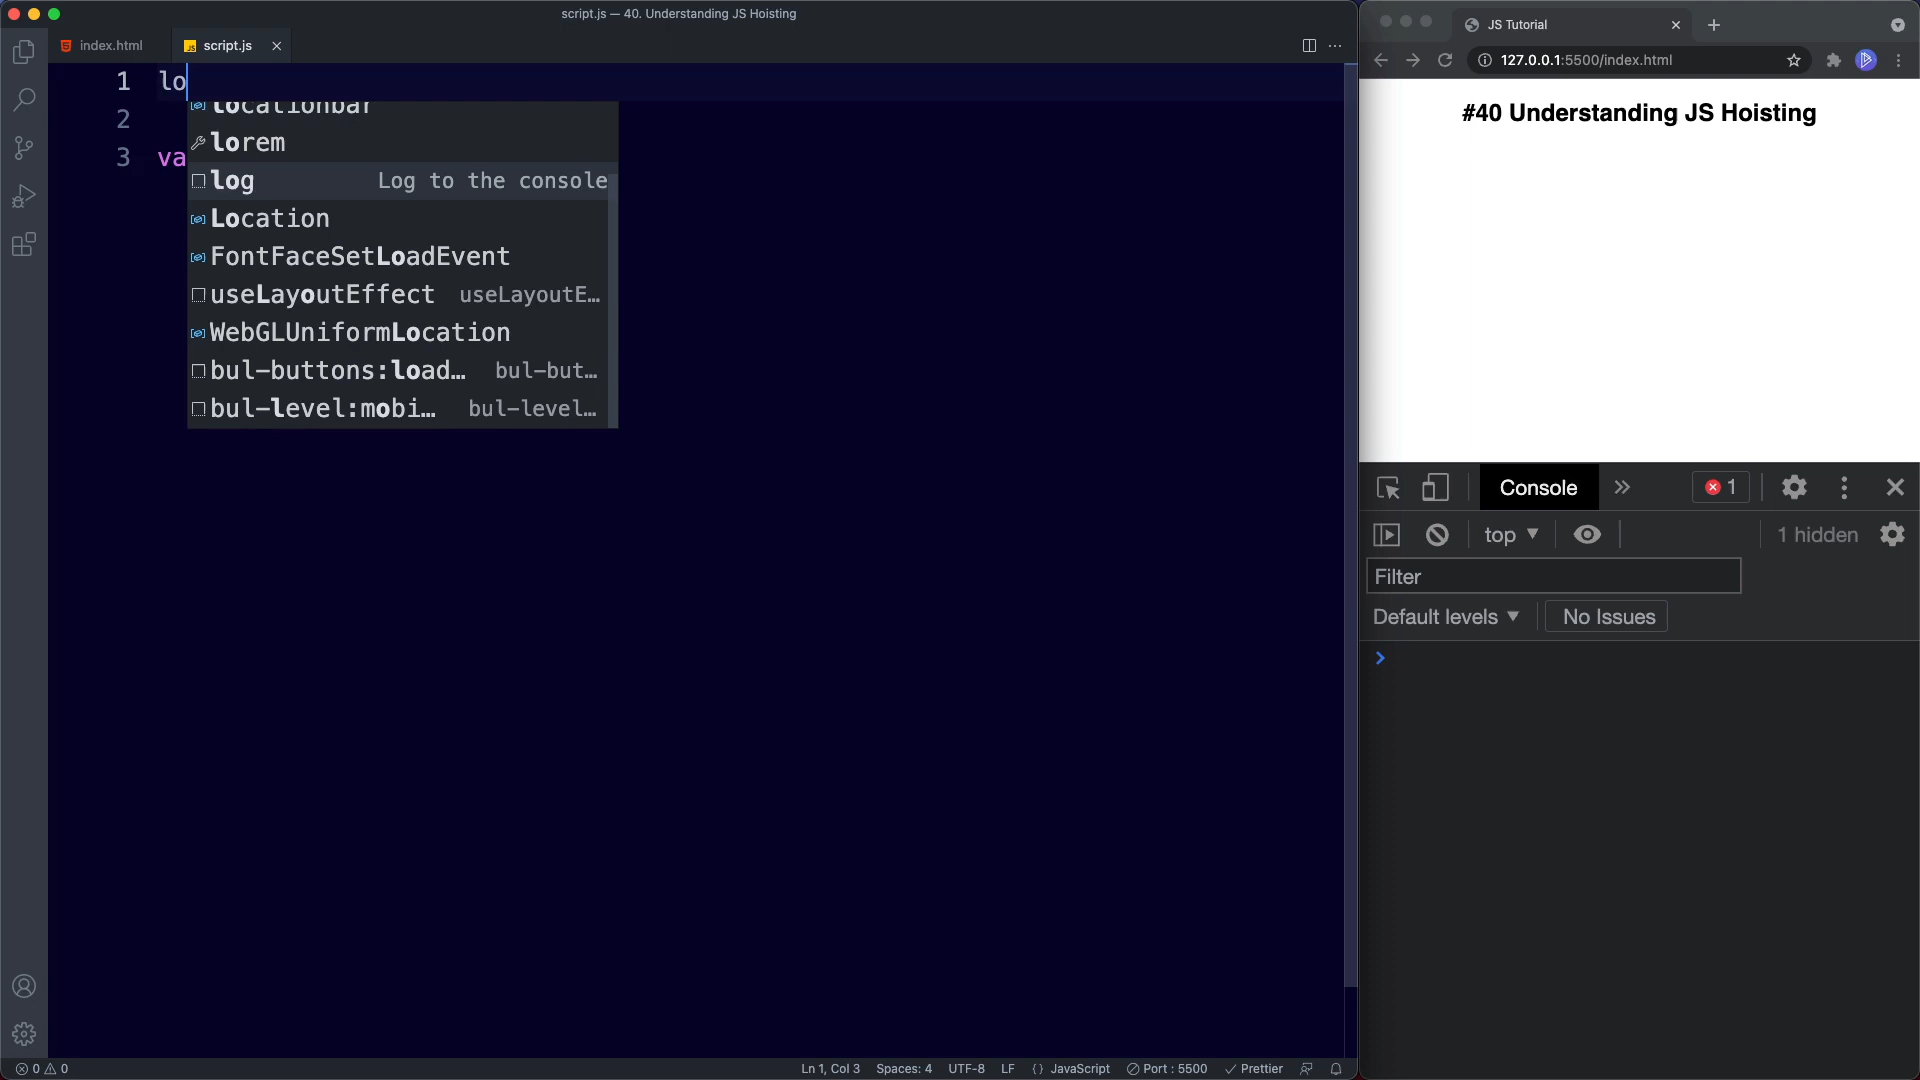 script.js — 40. Understanding JS Hoisting
index.html
script.js
1 lo
2
3 va
locationbar
lorem
log Log to the console
Location
FontFaceSetLoadEvent
useLayoutEffect useLayoutE…
WebGLUniformLocation
bul-buttons:load… bul-but…
bul-level:mobi… bul-level…
0 0
Ln 1, Col 3 Spaces: 4 UTF-8 LF {} JavaScript Port : 5500 Prettier
JS Tutorial
127.0.0.1:5500/index.html
#40 Understanding JS Hoisting
Console 1
top 1 hidden
Filter
Default levels No Issues